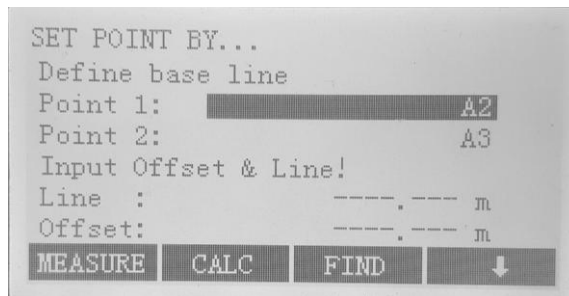 SET POINT BY...
Define base line
Point 1: A2
Point 2: A3
Input Offset & Line!
Line : ----.--- m
Offset: ----.--- m
MEASURE CALC FIND ↓